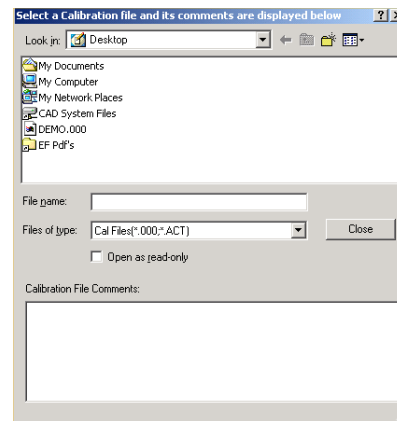 Select a Calibration file and its comments are displayed below
Look in: Desktop
My Documents
My Computer
My Network Places
CAD System Files
DEMO.000
EF Pdf's
File name:
Files of type: Cal Files(*.000;*.ACT) Close
Open as read-only
Calibration File Comments: